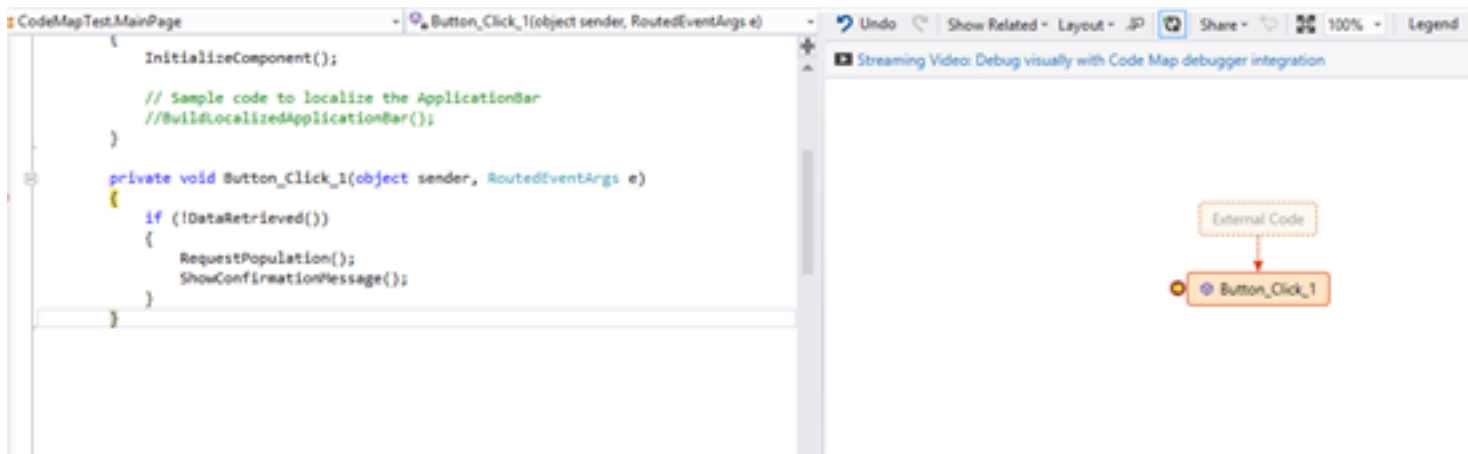 CodeMapTest.MainPage
Button_Click_1(object sender, RoutedEventArgs e)
{
InitializeComponent();
// Sample code to localize the ApplicationBar
//BuildLocalizedApplicationBar();
}
private void Button_Click_1(object sender, RoutedEventArgs e)
{
if (!DataRetrieved())
{
RequestPopulation();
ShowConfirmationMessage();
}
}
Undo Show Related Layout Share 100% Legend
Streaming Video: Debug visually with Code Map debugger integration
External Code
Button_Click_1